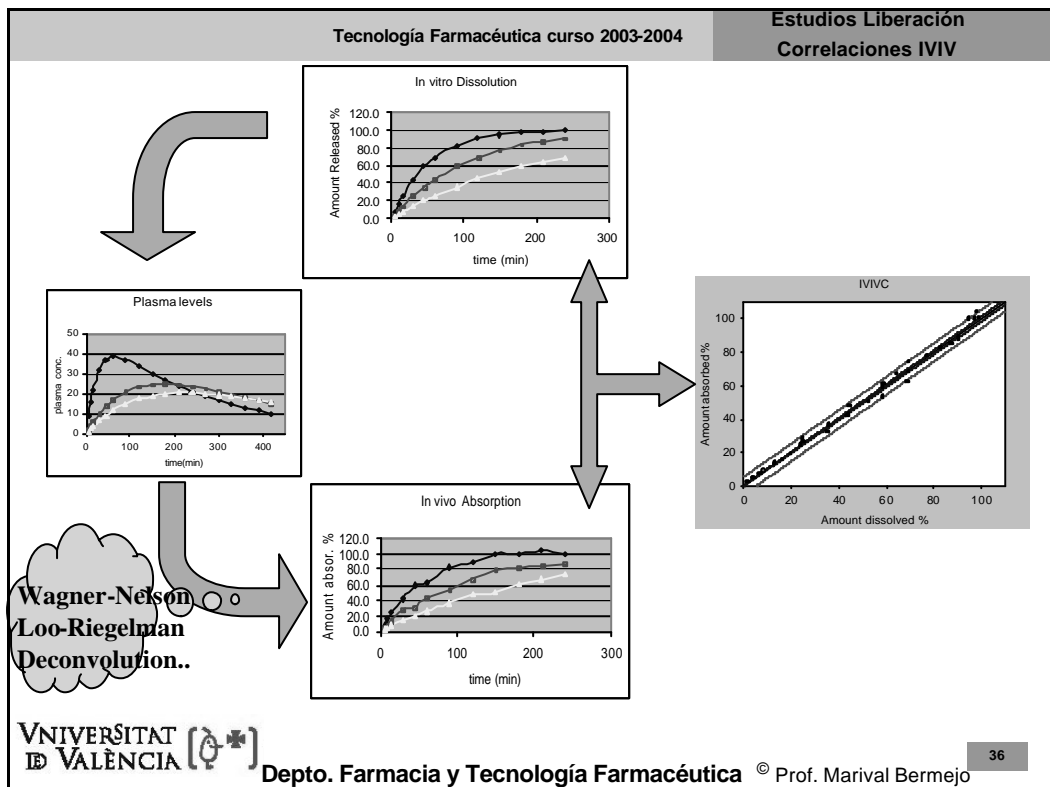 Tecnología Farmacéutica curso 2003-2004
Estudios Liberación
Correlaciones IVIV
In vitro Dissolution
Amount Released %
120.0
100.0
80.0
60.0
40.0
20.0
0.0
0 100 200 300
time (min)
Plasma levels
plasma conc.
50
40
30
20
10
0
0 100 200 300 400
time(min)
IVIVC
Amount absorbed %
100
80
60
40
20
0
0 20 40 60 80 100
Amount dissolved %
In vivo Absorption
Amount absor. %
120.0
100.0
80.0
60.0
40.0
20.0
0.0
0 100 200 300
time (min)
Wagner-Nelson
Loo-Riegelman
Deconvolution..
VNIVERSITAT
ID VALÈNCIA
Depto. Farmacia y Tecnología Farmacéutica © Prof. Marival Bermejo
36